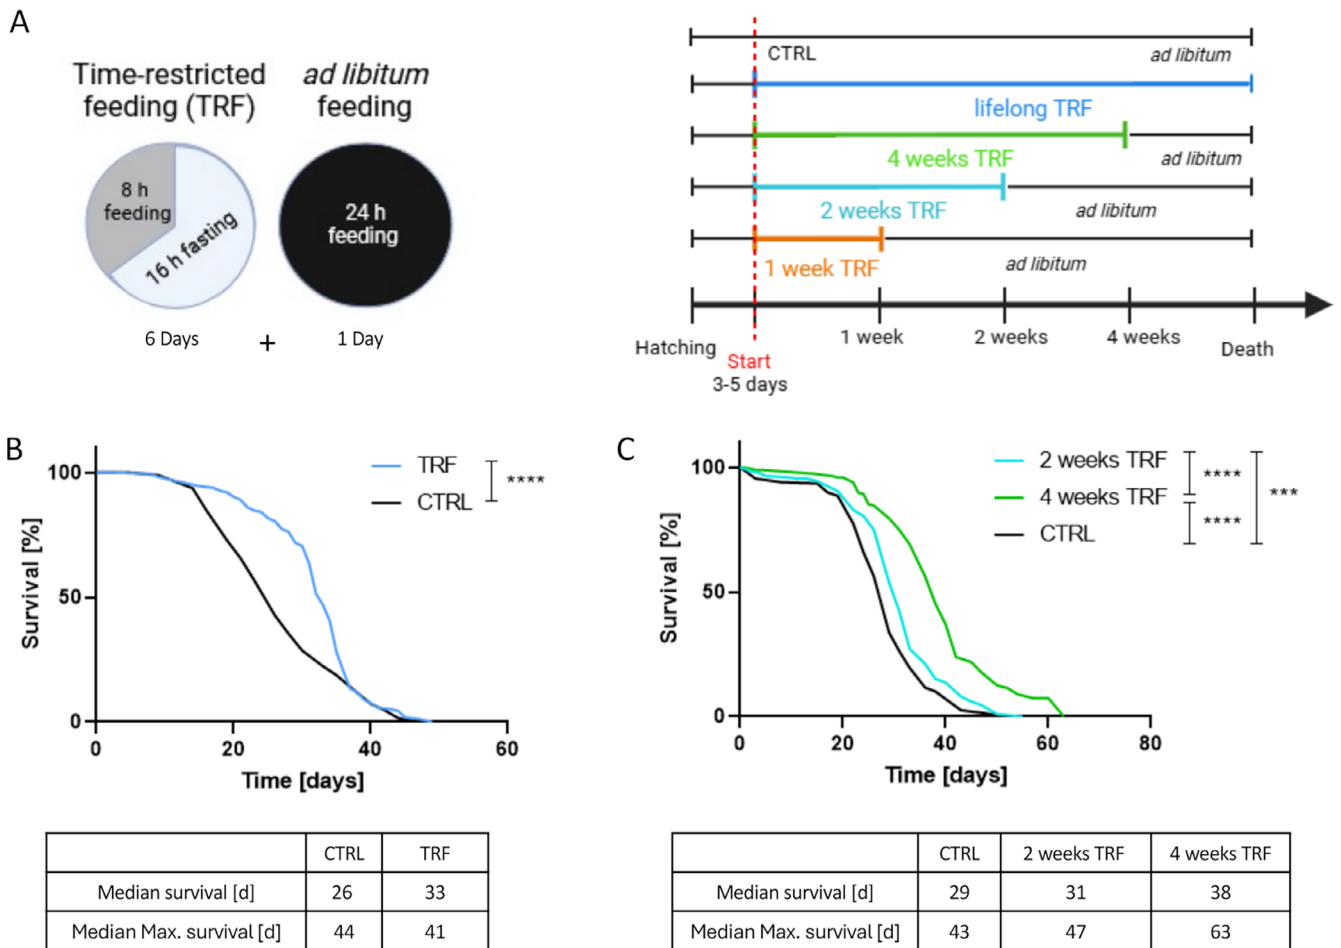 A
Time-restricted
feeding (TRF)
ad libitum
feeding
8 h
feeding
16 h fasting
24 h
feeding
6 Days
+
1 Day
CTRL
ad libitum
lifelong TRF
4 weeks TRF
ad libitum
2 weeks TRF
ad libitum
1 week TRF
ad libitum
Hatching
Start
3-5 days
1 week
2 weeks
4 weeks
Death
B
Survival [%]
100
50
0
0 20 40 60
Time [days]
TRF
CTRL
****
CTRL TRF
Median survival [d] 26 33
Median Max. survival [d] 44 41
C
Survival [%]
100
50
0
0 20 40 60 80
Time [days]
2 weeks TRF
4 weeks TRF
CTRL
****
****
***
CTRL 2 weeks TRF 4 weeks TRF
Median survival [d] 29 31 38
Median Max. survival [d] 43 47 63